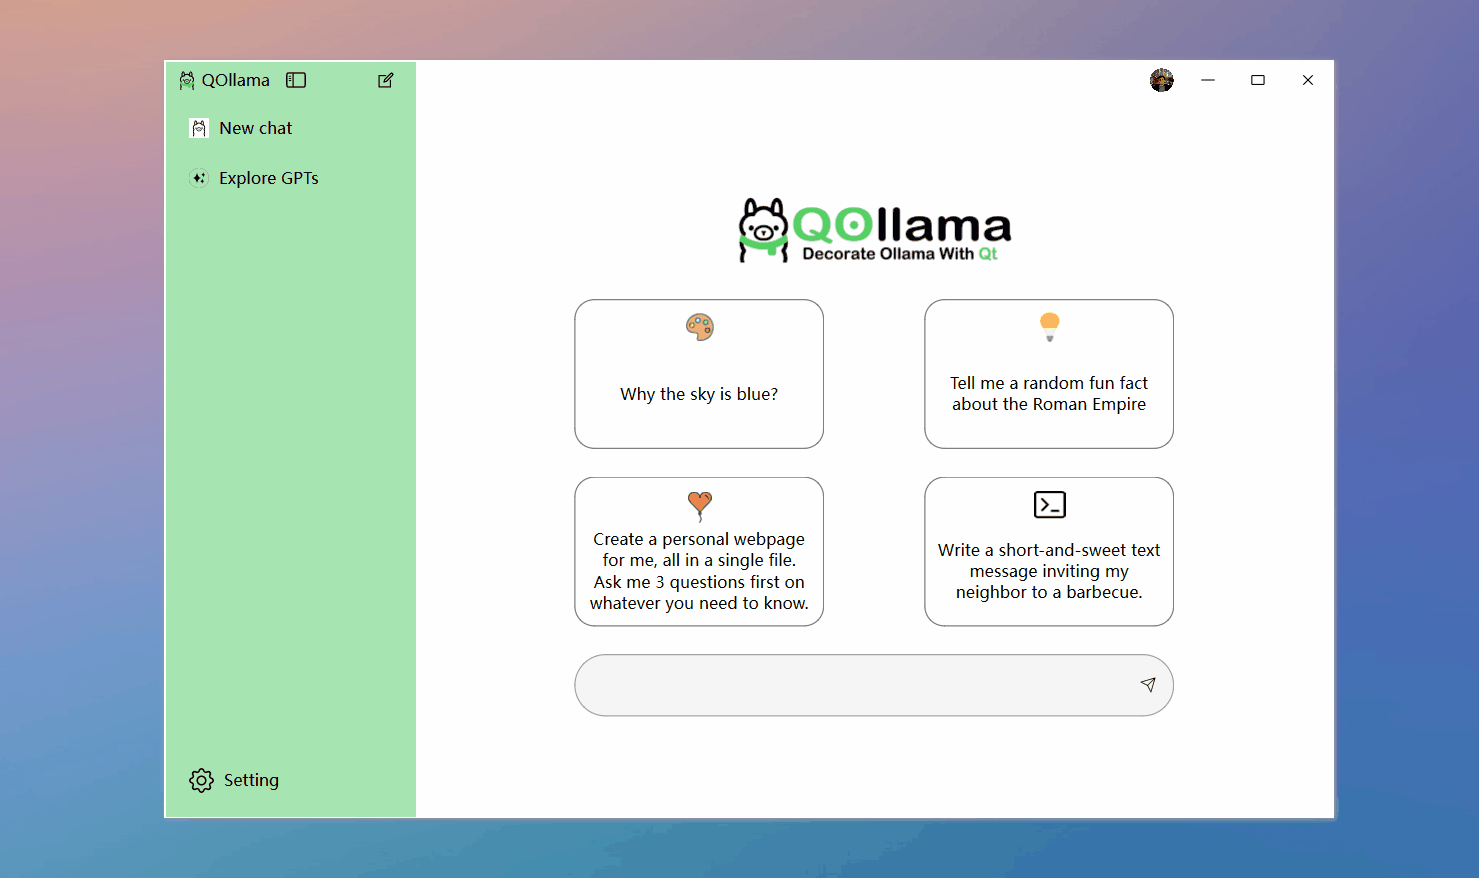 QOllama
New chat
Explore GPTs
QOllama
Decorate Ollama With Qt
Why the sky is blue?
Tell me a random fun fact
about the Roman Empire
Create a personal webpage
for me, all in a single file.
Ask me 3 questions first on
whatever you need to know.
Write a short-and-sweet text
message inviting my
neighbor to a barbecue.
Setting